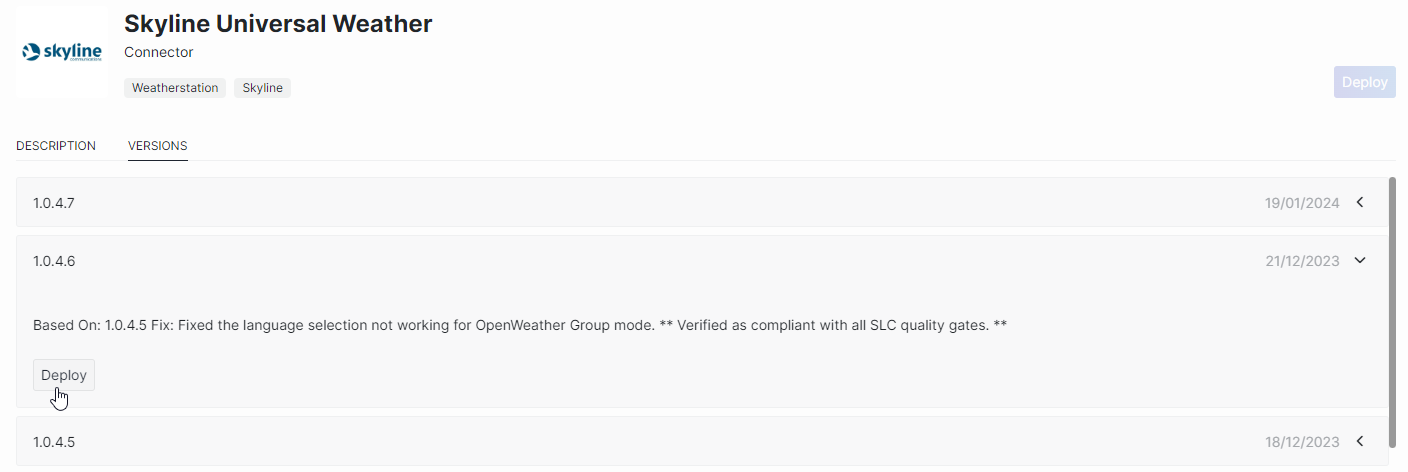 skyline
communications
Skyline Universal Weather
Connector
Weatherstation Skyline
Deploy
DESCRIPTION VERSIONS
1.0.4.7 19/01/2024
1.0.4.6 21/12/2023
Based On: 1.0.4.5 Fix: Fixed the language selection not working for OpenWeather Group mode. ** Verified as compliant with all SLC quality gates. **
Deploy
1.0.4.5 18/12/2023